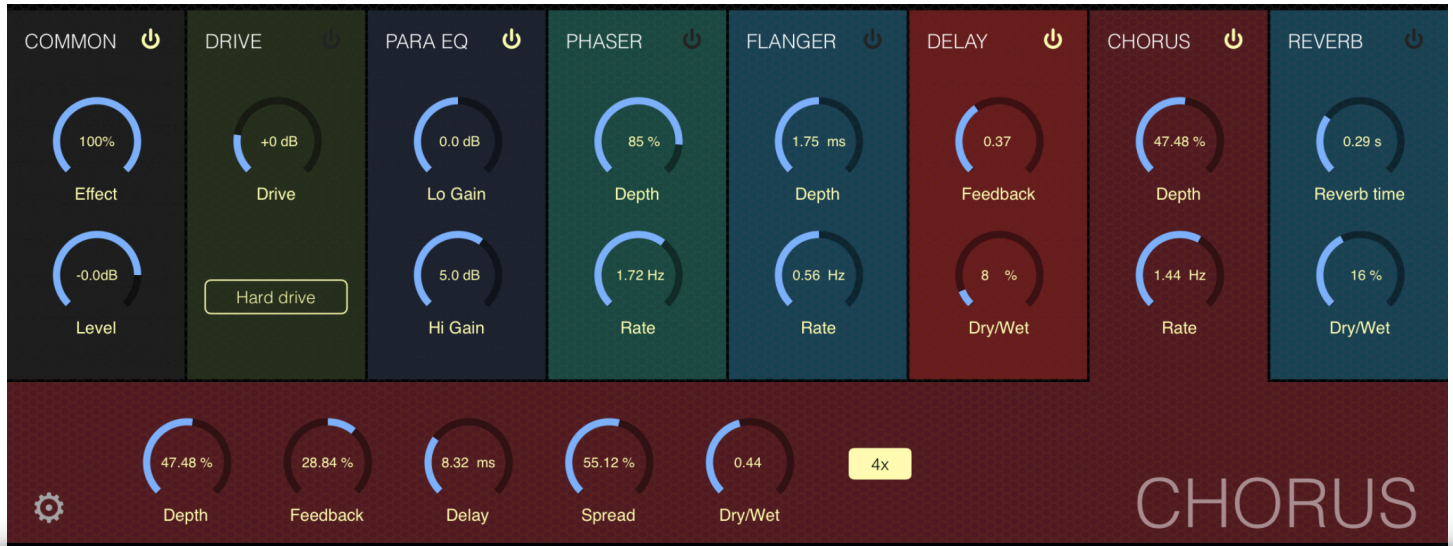 COMMON
DRIVE
PARA EQ
PHASER
FLANGER
DELAY
CHORUS
REVERB
100%
+0 dB
0.0 dB
85 %
1.75 ms
0.37
47.48 %
0.29 s
Effect
Drive
Lo Gain
Depth
Depth
Feedback
Depth
Reverb time
-0.0dB
Hard drive
5.0 dB
1.72 Hz
0.56 Hz
8 %
1.44 Hz
16 %
Level
Hi Gain
Rate
Rate
Dry/Wet
Rate
Dry/Wet
47.48 %
28.84 %
8.32 ms
55.12 %
0.44
4x
Depth
Feedback
Delay
Spread
Dry/Wet
CHORUS